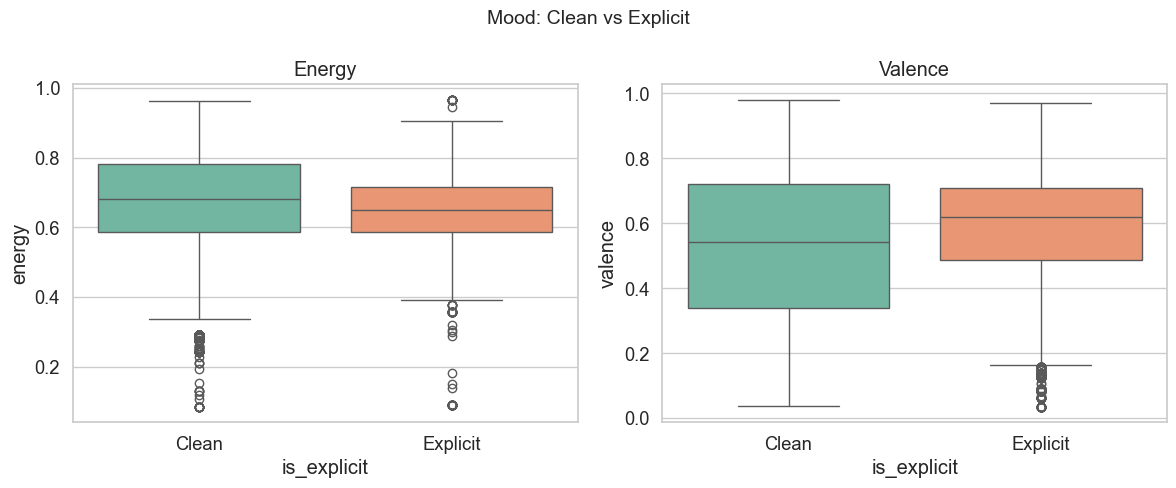 Mood: Clean vs Explicit
Energy
1.0
0.8
0.6
0.4
0.2
energy
Clean
Explicit
is_explicit
Valence
1.0
0.8
0.6
0.4
0.2
0.0
valence
Clean
Explicit
is_explicit